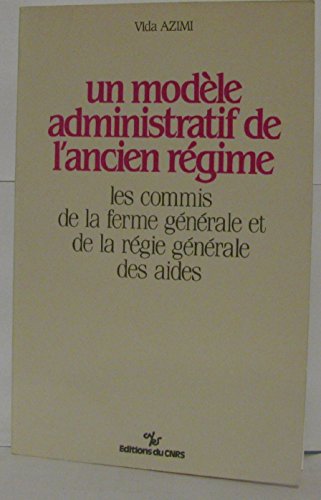 Vida AZIMI
un modèle
administratif de
l'ancien régime
les commis
de la ferme générale et
de la régie générale
des aides
cnrs
Editions du CNRS